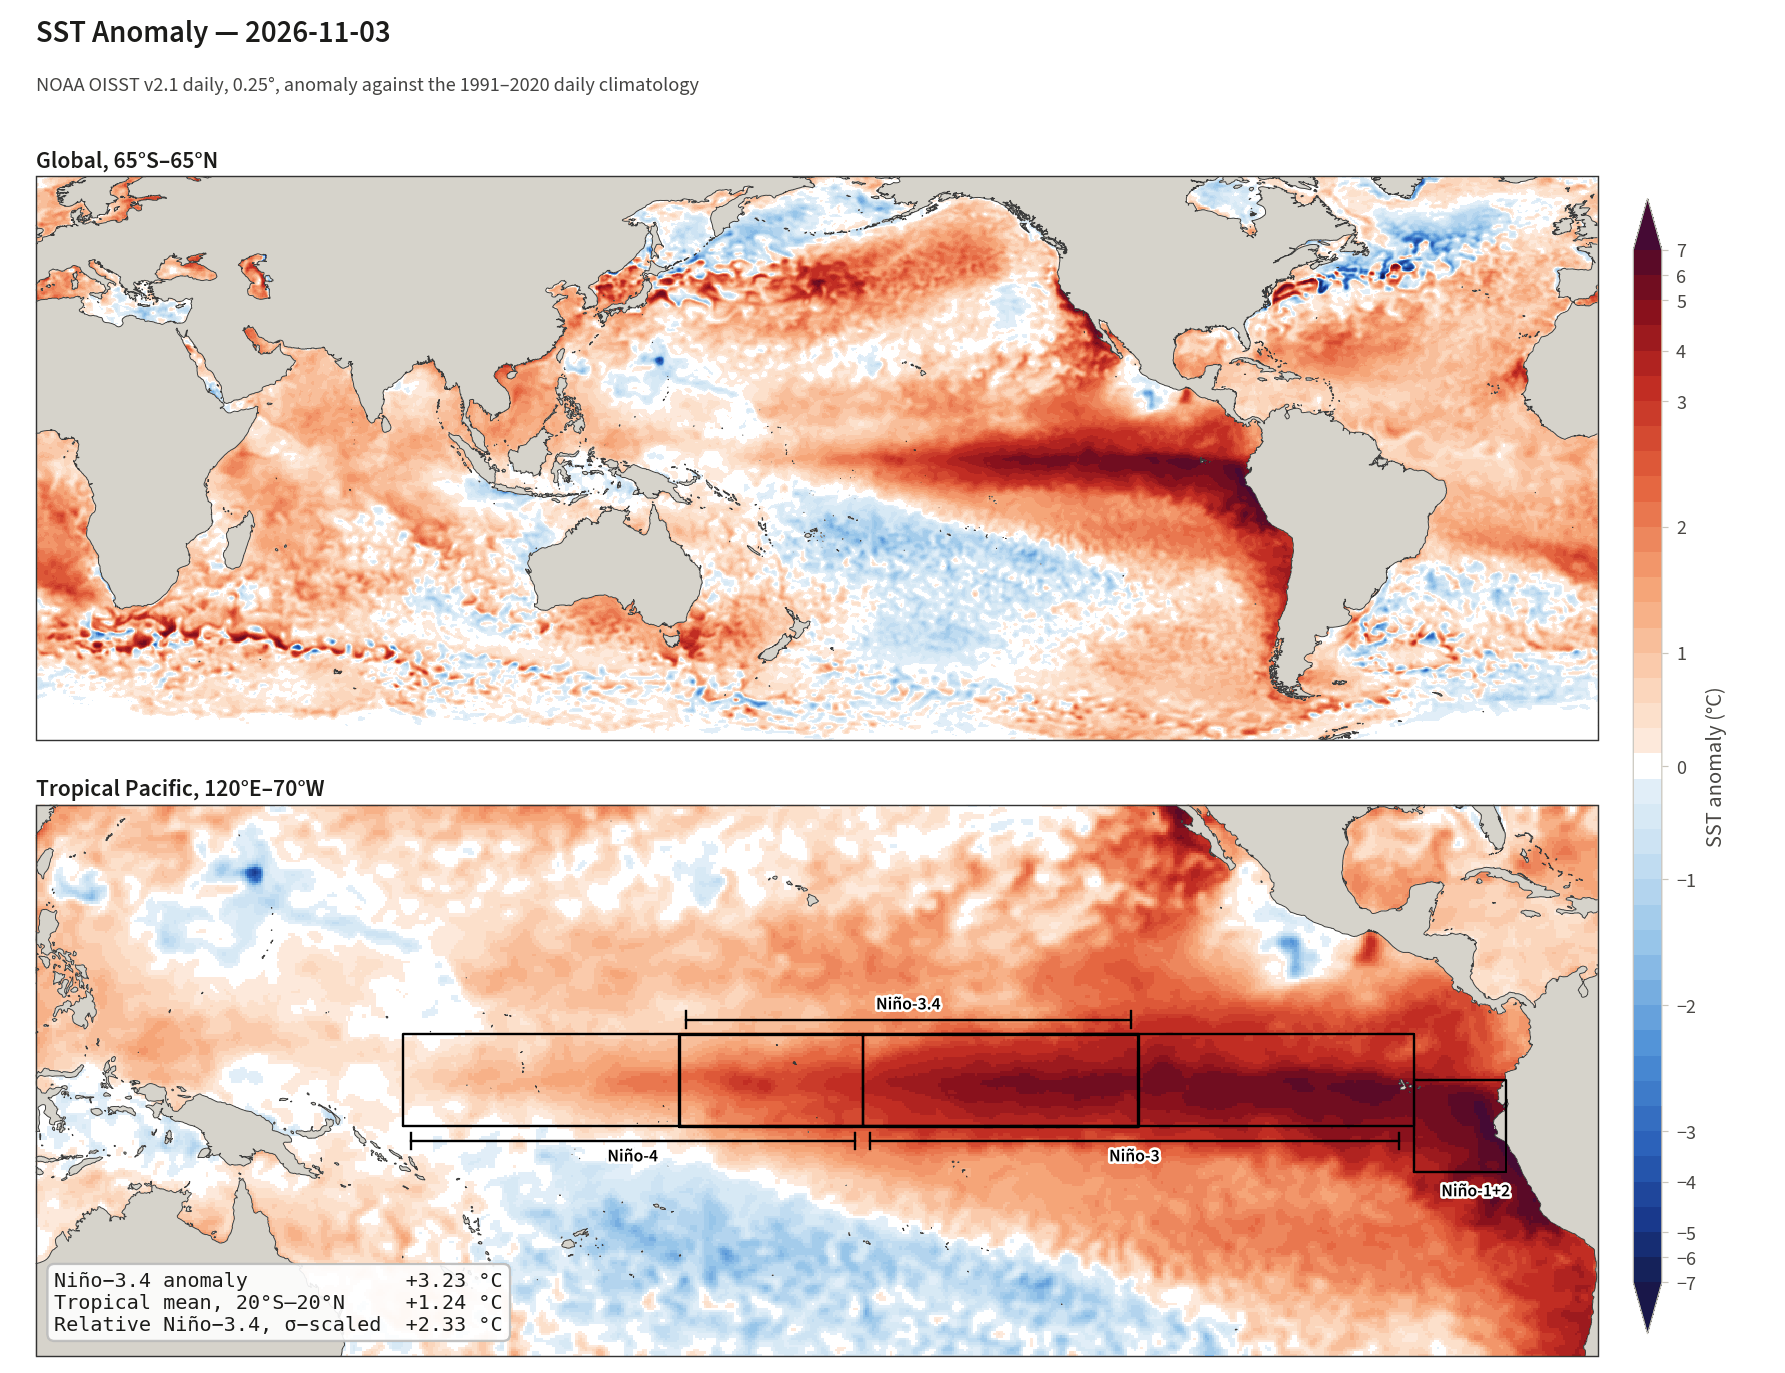 SST Anomaly — 2026-11-03
NOAA OISST v2.1 daily, 0.25°, anomaly against the 1991–2020 daily climatology
Global, 65°S–65°N
7
6
5
4
3
2
1
0
−1
−2
−3
−4
−5
−6
−7
SST anomaly (°C)
Tropical Pacific, 120°E–70°W
Niño-3.4
Niño-4
Niño-3
Niño-1+2
Niño−3.4 anomaly +3.23 °C
Tropical mean, 20°S–20°N +1.24 °C
Relative Niño−3.4, σ−scaled +2.33 °C